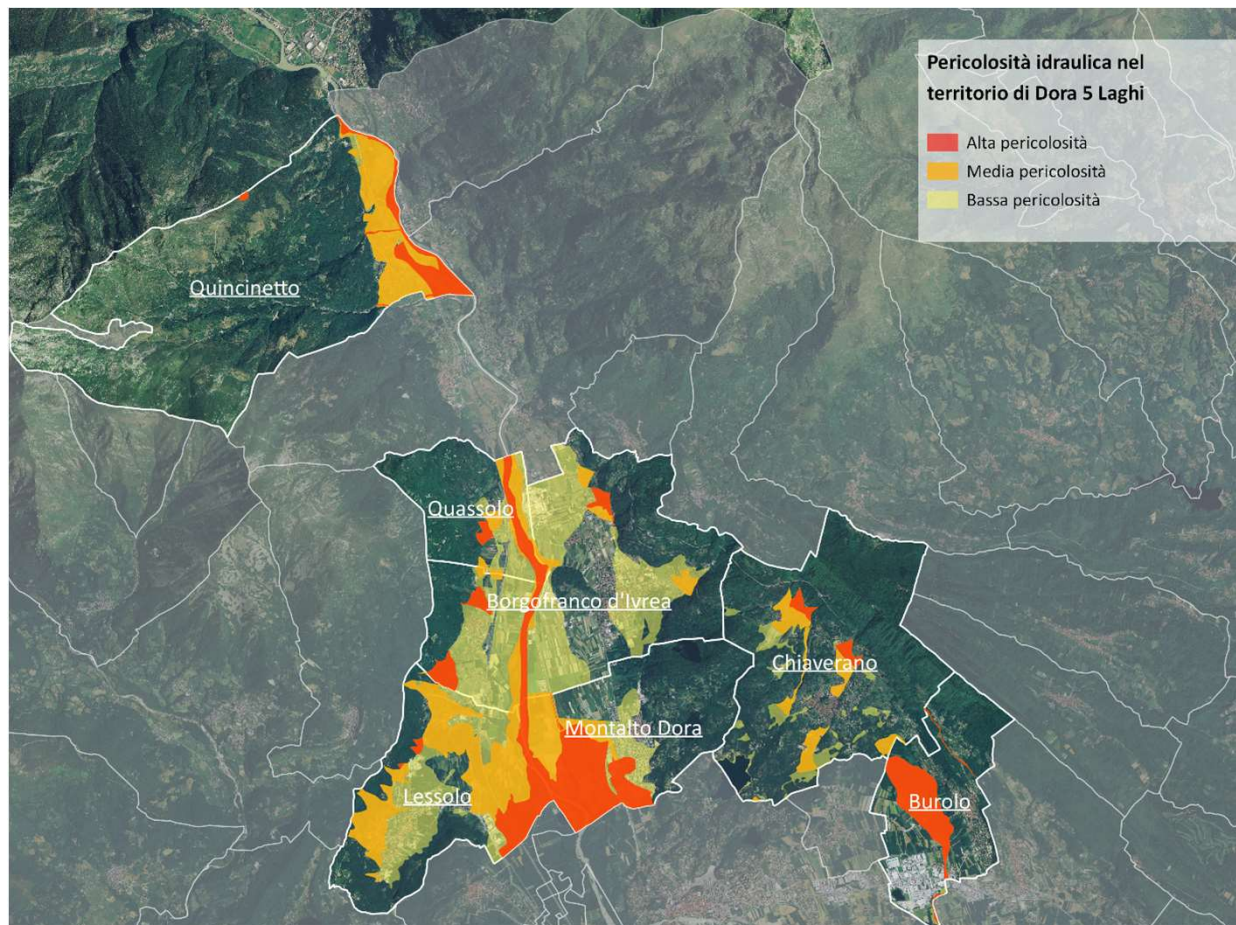 Pericolosità idraulica nel
territorio di Dora 5 Laghi
Alta pericolosità
Media pericolosità
Bassa pericolosità
Quincinetto
Quassolo
Borgofranco d'Ivrea
Chiaverano
Montalto Dora
Lessolo
Burolo